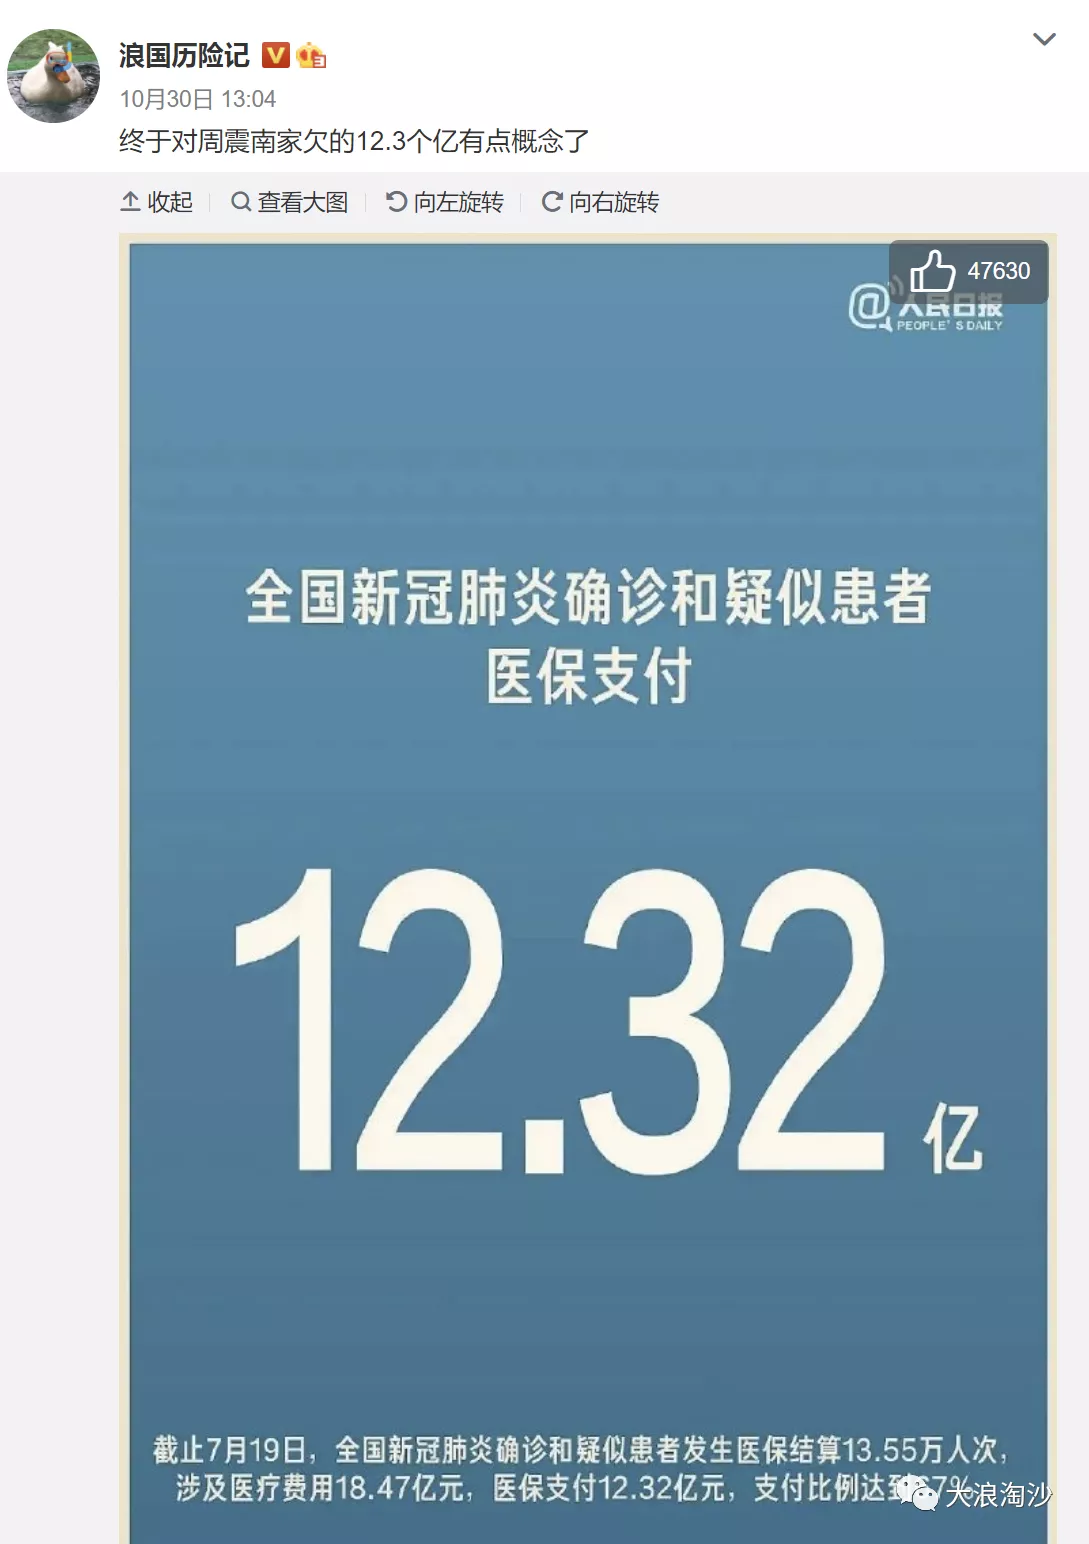 浪国历险记
10月30日 13:04
终于对周震南家欠的12.3个亿有点概念了
收起 查看大图 向左旋转 向右旋转
47630
@人民日报
PEOPLE'S DAILY
全国新冠肺炎确诊和疑似患者
医保支付
12.32亿
截止7月19日，全国新冠肺炎确诊和疑似患者发生医保结算13.55万人次，
涉及医疗费用18.47亿元，医保支付12.32亿元，支付比例达到67%
大浪淘沙